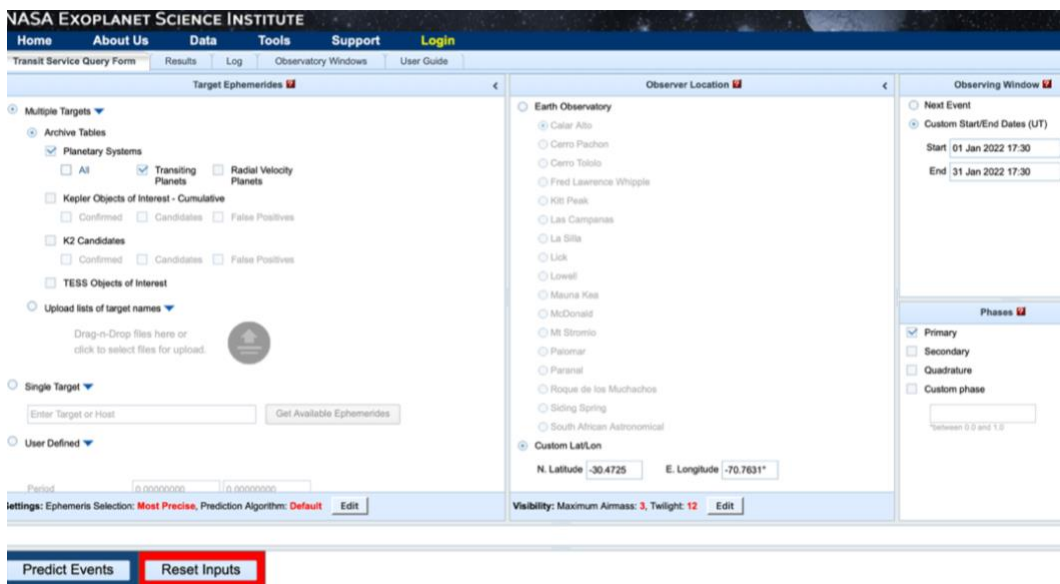 NASA EXOPLANET SCIENCE INSTITUTE
Home About Us Data Tools Support Login
Transit Service Query Form Results Log Observatory Windows User Guide
Target Ephemerides ?
Multiple Targets
Archive Tables
Planetary Systems
All Transiting Planets Radial Velocity Planets
Kepler Objects of Interest - Cumulative
Confirmed Candidates False Positives
K2 Candidates
Confirmed Candidates False Positives
TESS Objects of Interest
Upload lists of target names
Drag-n-Drop files here or
click to select files for upload.
Single Target
Enter Target or Host Get Available Ephemerides
User Defined
Period 0.00000000 0.00000000
Settings: Ephemeris Selection: Most Precise, Prediction Algorithm: Default Edit
Observer Location ?
Earth Observatory
Calar Alto
Cerro Pachon
Cerro Tololo
Fred Lawrence Whipple
Kitt Peak
Las Campanas
La Silla
Lick
Lowell
Mauna Kea
McDonald
Mt Stromlo
Palomar
Paranal
Roque de los Muchachos
Siding Spring
South African Astronomical
Custom Lat/Lon
N. Latitude -30.4725 E. Longitude -70.7631°
Visibility: Maximum Airmass: 3, Twilight: 12 Edit
Observing Window ?
Next Event
Custom Start/End Dates (UT)
Start 01 Jan 2022 17:30
End 31 Jan 2022 17:30
Phases ?
Primary
Secondary
Quadrature
Custom phase
*between 0.0 and 1.0
Predict Events Reset Inputs